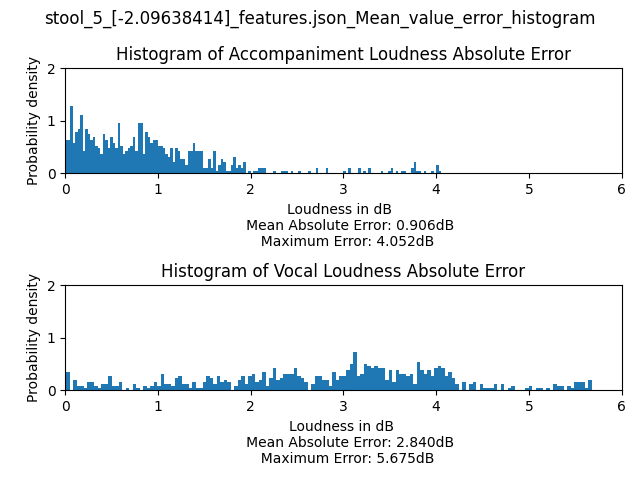 stool_5_[-2.09638414]_features.json_Mean_value_error_histogram
Histogram of Accompaniment Loudness Absolute Error
Probability density
2
1
0
0 1 2 3 4 5 6
Loudness in dB
Mean Absolute Error: 0.906dB
Maximum Error: 4.052dB
Histogram of Vocal Loudness Absolute Error
Probability density
2
1
0
0 1 2 3 4 5 6
Loudness in dB
Mean Absolute Error: 2.840dB
Maximum Error: 5.675dB